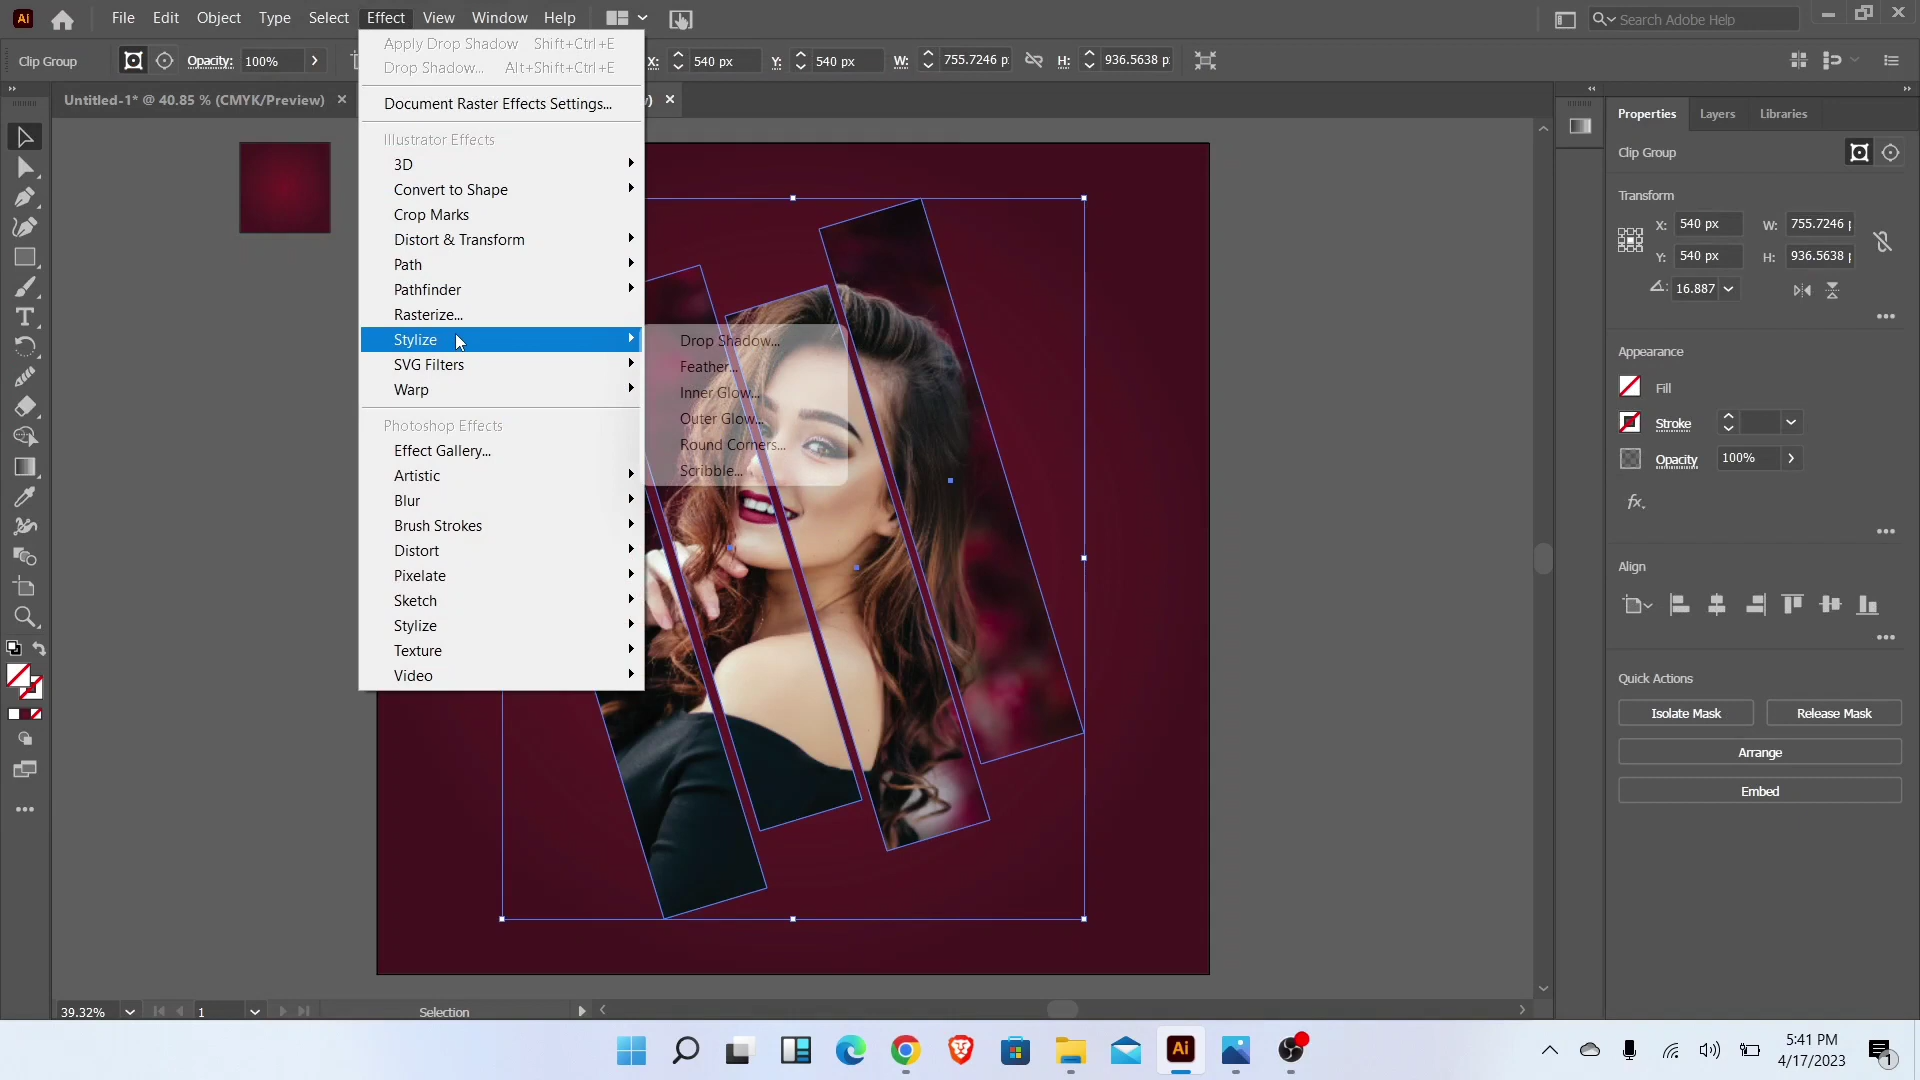 Ai File Edit Object Type Select Effect View Window Help Search Adobe Help
Clip Group Opacity: 100% X: 540 px Y: 540 px W: 755.7246 p H: 936.5638 p
Untitled-1* @ 40.85 % (CMYK/Preview) × ) ×
Apply Drop Shadow Shift+Ctrl+E
Drop Shadow... Alt+Shift+Ctrl+E
Document Raster Effects Settings...
Illustrator Effects
3D
Convert to Shape
Crop Marks
Distort & Transform
Path
Pathfinder
Rasterize...
Stylize
SVG Filters
Warp
Photoshop Effects
Effect Gallery...
Artistic
Blur
Brush Strokes
Distort
Pixelate
Sketch
Stylize
Texture
Video
Drop Shadow...
Feather...
Inner Glow...
Outer Glow...
Round Corners...
Scribble...
Properties Layers Libraries
Clip Group
Transform
X: 540 px W: 755.7246
Y: 540 px H: 936.5638
16.887
Appearance
Fill
Stroke
Opacity 100%
fx.
Align
Quick Actions
Isolate Mask Release Mask
Arrange
Embed
39.32% 1 Selection
Ai 5:41 PM
4/17/2023 1